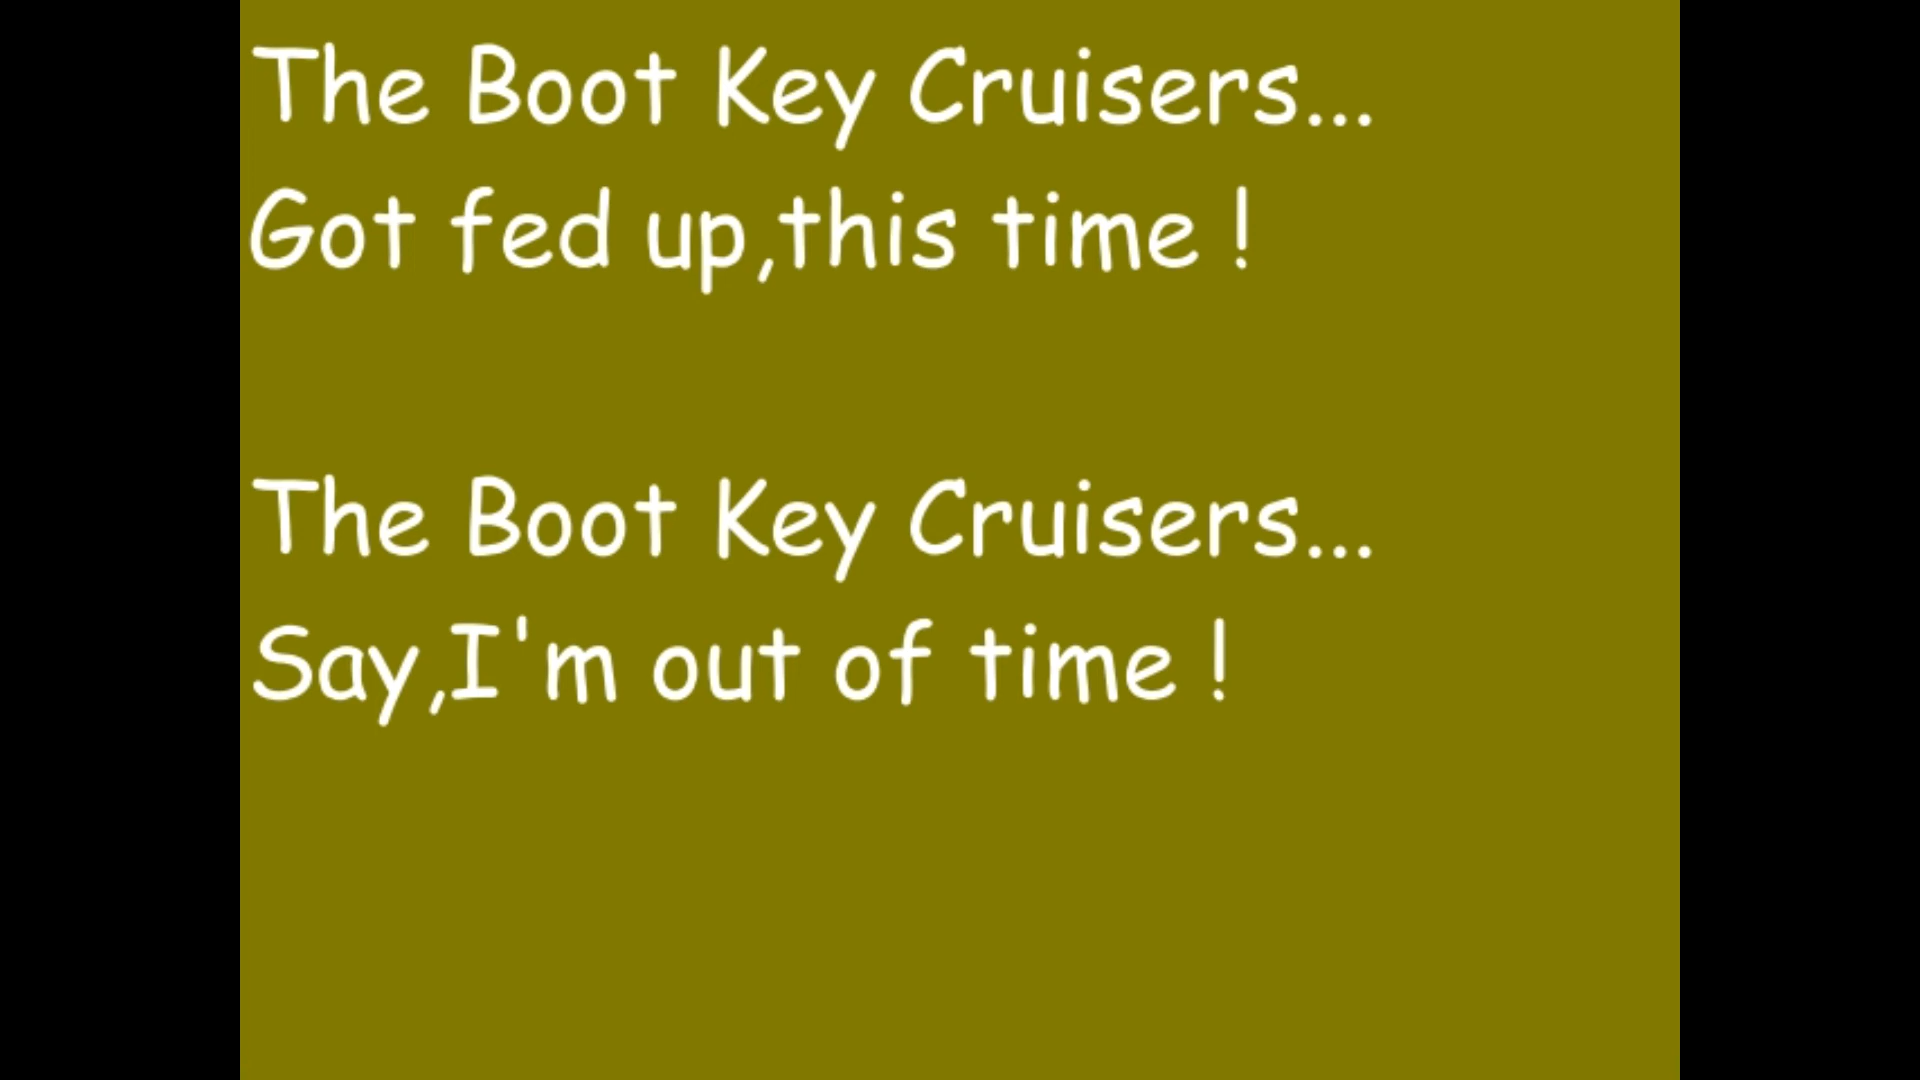 The Boot Key Cruisers...
Got fed up,this time !
The Boot Key Cruisers...
Say,I'm out of time !